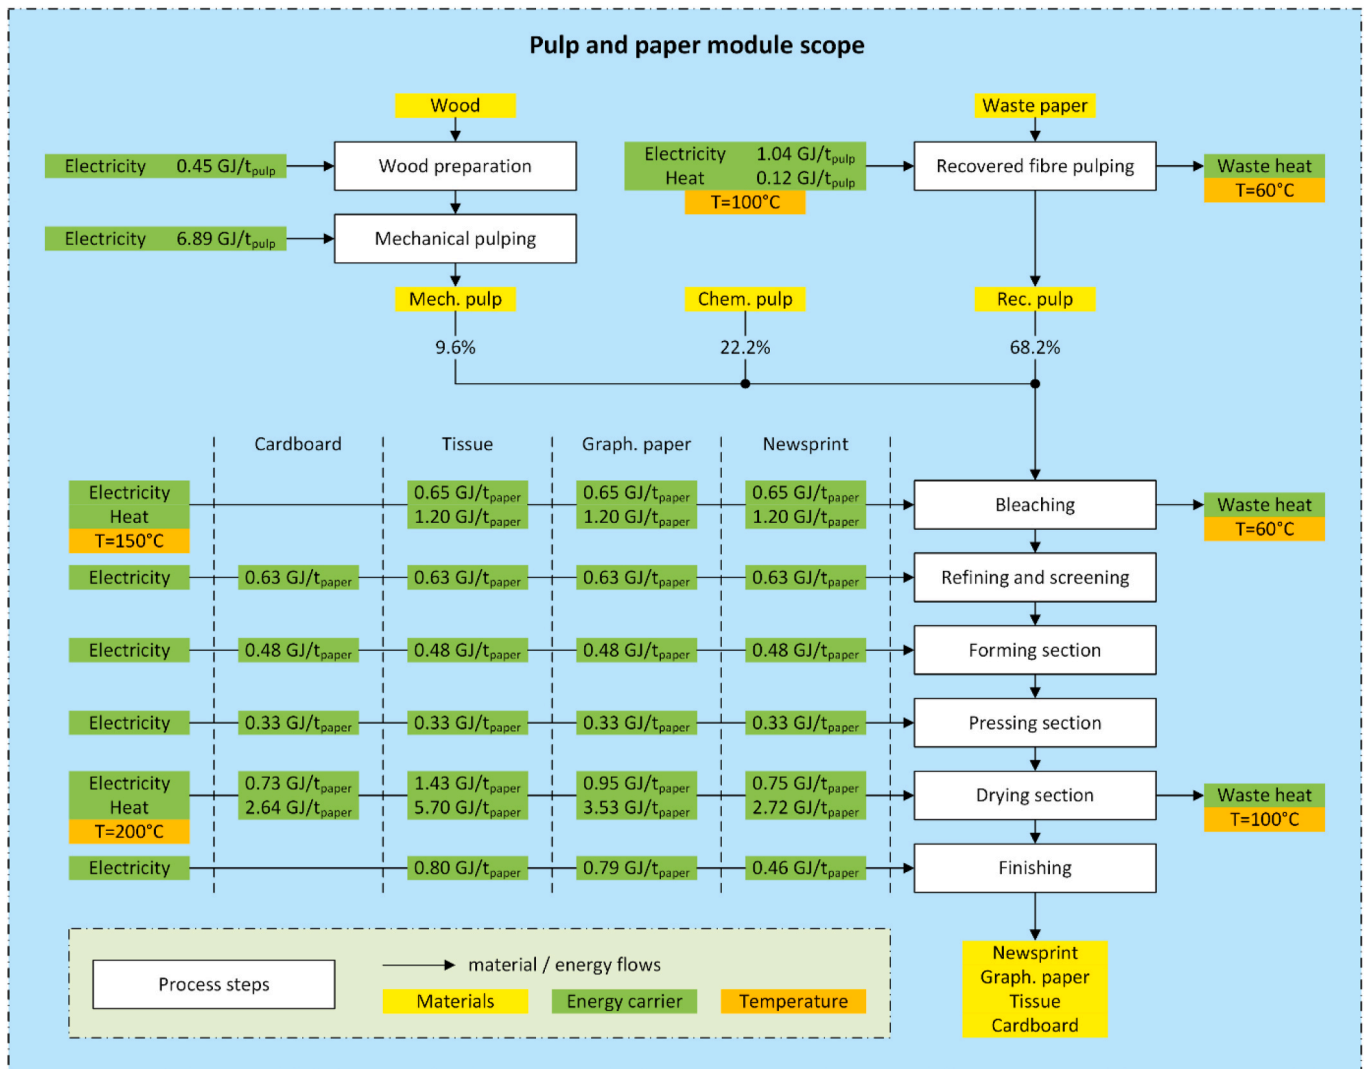 Pulp and paper module scope
Wood
Waste paper
Electricity 0.45 GJ/tpulp
Wood preparation
Electricity 1.04 GJ/tpulp
Heat 0.12 GJ/tpulp
T=100°C
Recovered fibre pulping
Waste heat
T=60°C
Electricity 6.89 GJ/tpulp
Mechanical pulping
Mech. pulp
Chem. pulp
Rec. pulp
9.6%
22.2%
68.2%
Cardboard
Tissue
Graph. paper
Newsprint
Electricity 0.65 GJ/tpaper 0.65 GJ/tpaper 0.65 GJ/tpaper
Heat 1.20 GJ/tpaper 1.20 GJ/tpaper 1.20 GJ/tpaper
T=150°C
Bleaching
Waste heat
T=60°C
Electricity 0.63 GJ/tpaper 0.63 GJ/tpaper 0.63 GJ/tpaper 0.63 GJ/tpaper
Refining and screening
Electricity 0.48 GJ/tpaper 0.48 GJ/tpaper 0.48 GJ/tpaper 0.48 GJ/tpaper
Forming section
Electricity 0.33 GJ/tpaper 0.33 GJ/tpaper 0.33 GJ/tpaper 0.33 GJ/tpaper
Pressing section
Electricity 0.73 GJ/tpaper 1.43 GJ/tpaper 0.95 GJ/tpaper 0.75 GJ/tpaper
Heat 2.64 GJ/tpaper 5.70 GJ/tpaper 3.53 GJ/tpaper 2.72 GJ/tpaper
T=200°C
Drying section
Waste heat
T=100°C
Electricity 0.80 GJ/tpaper 0.79 GJ/tpaper 0.46 GJ/tpaper
Finishing
Process steps
material / energy flows
Materials
Energy carrier
Temperature
Newsprint
Graph. paper
Tissue
Cardboard